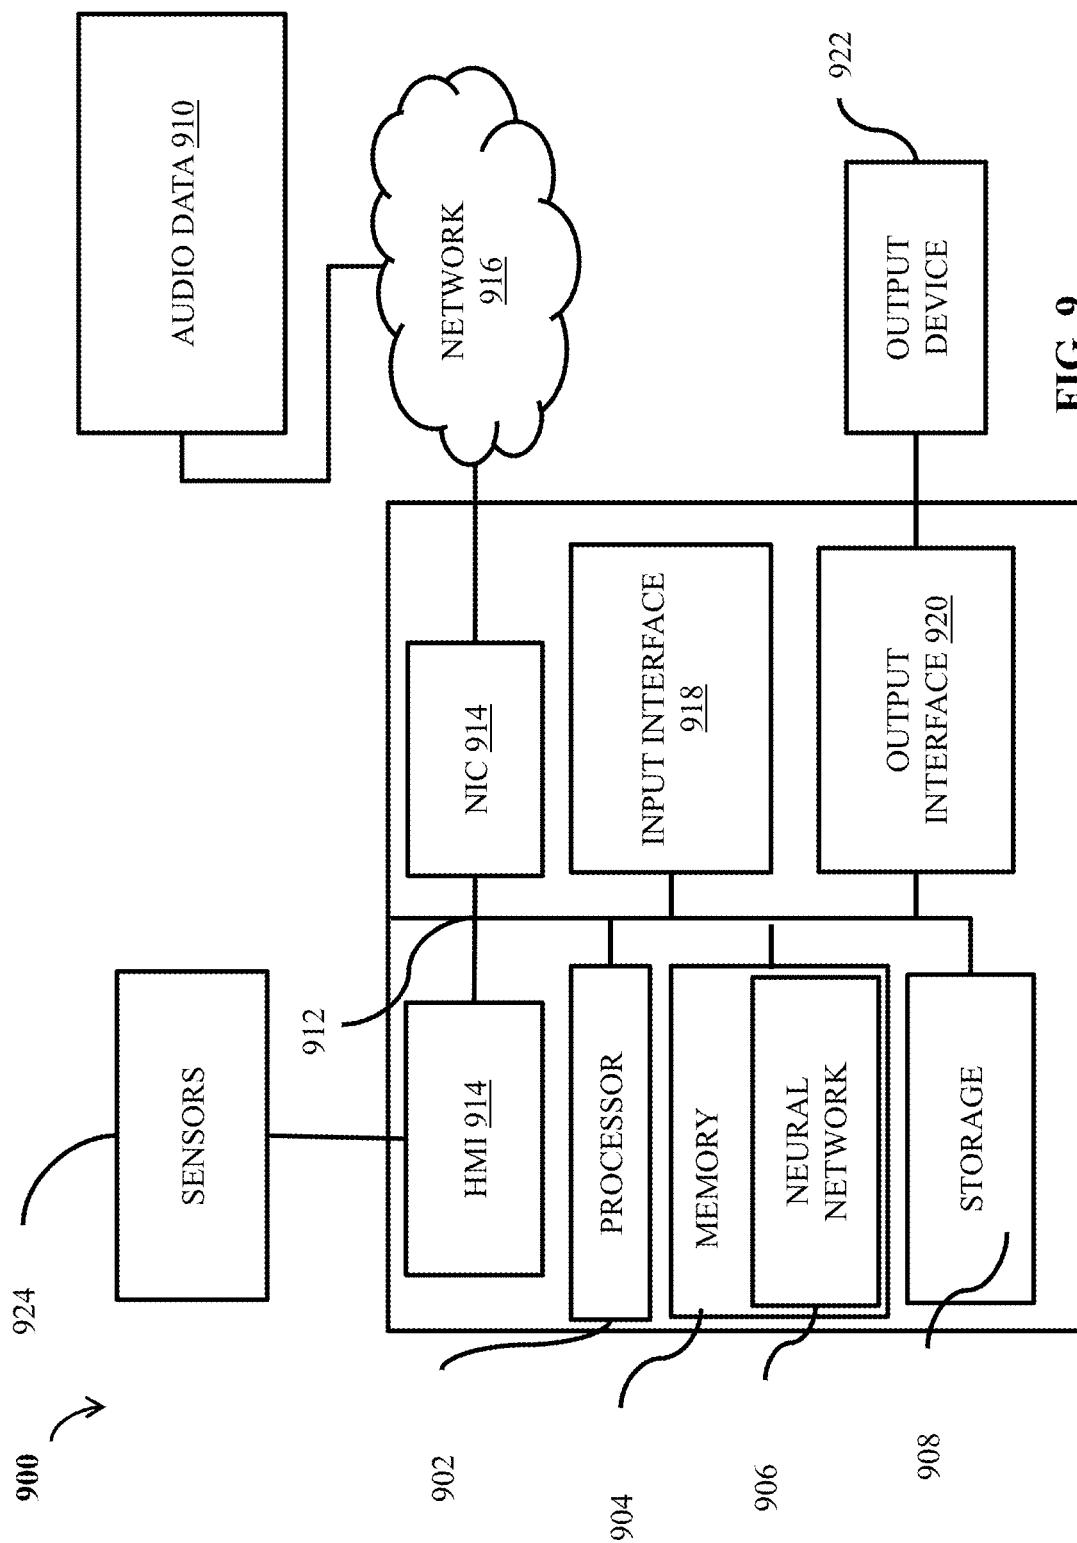 900
924
SENSORS
AUDIO DATA 910
912
902
HMI 914
NIC 914
NETWORK
916
904
PROCESSOR
INPUT INTERFACE
918
906
MEMORY
NEURAL
NETWORK
922
908
STORAGE
OUTPUT
INTERFACE 920
OUTPUT
DEVICE
FIG. 9